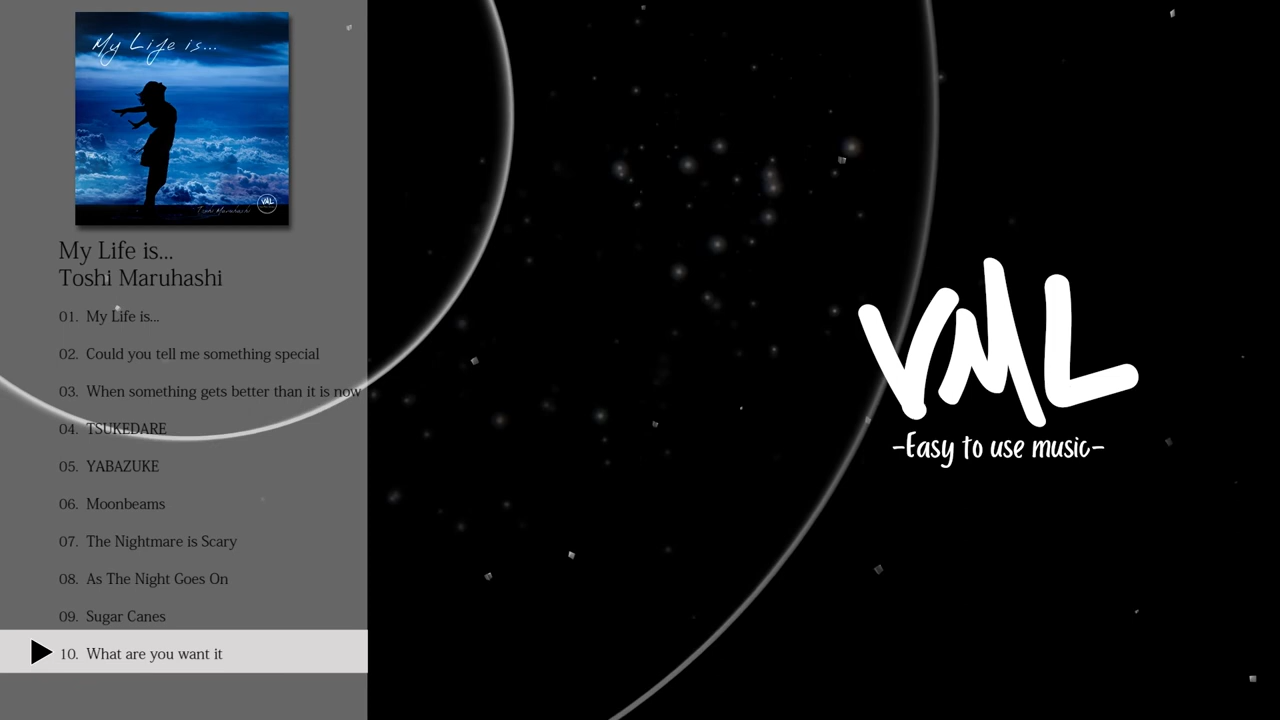 My Life is...
VML
Toshi Maruhashi
My Life is...
Toshi Maruhashi
01. My Life is...
02. Could you tell me something special
03. When something gets better than it is now
04. TSUKEDARE
05. YABAZUKE
06. Moonbeams
07. The Nightmare is Scary
08. As The Night Goes On
09. Sugar Canes
10. What are you want it
VML
-Easy to use music-